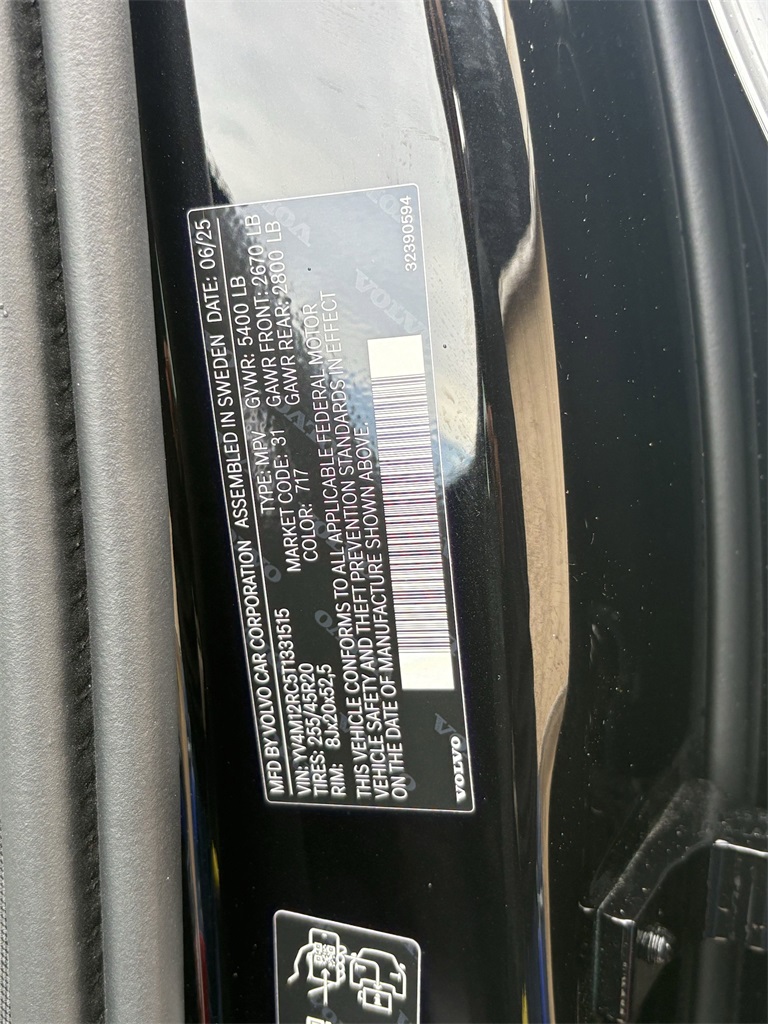 MFD BY VOLVO CAR CORPORATION ASSEMBLED IN SWEDEN DATE: 06/25
VIN: YV4M12RC5T1331515 TYPE: MPV GVWR: 5400 LB
TIRES: 255/45R20 MARKET CODE: 31 GAWR FRONT: 2670 LB
RIM: 8Jx20x52,5 COLOR: 717 GAWR REAR: 2800 LB
THIS VEHICLE CONFORMS TO ALL APPLICABLE FEDERAL MOTOR
VEHICLE SAFETY AND THEFT PREVENTION STANDARDS IN EFFECT
ON THE DATE OF MANUFACTURE SHOWN ABOVE.
VOLVO 32390594